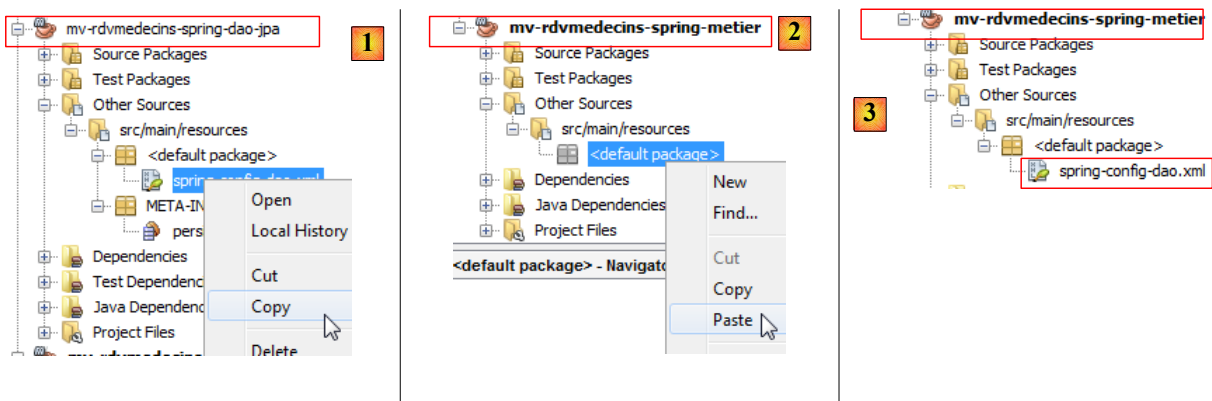 mv-rdvmedecins-spring-dao-jpa
1
Source Packages
Test Packages
Other Sources
src/main/resources
<default package>
spring-config-dao.xml
META-IN
pers
Dependencies
Test Dependenc
Java Dependenc
Project Files
Open
Local History
Cut
Copy
Delete
mv-rdvmedecins-spring-metier
2
Source Packages
Test Packages
Other Sources
src/main/resources
<default package>
Dependencies
Java Dependencies
Project Files
<default package> - Navigato
New
Find...
Cut
Copy
Paste
mv-rdvmedecins-spring-metier
Source Packages
Test Packages
Other Sources
3
src/main/resources
<default package>
spring-config-dao.xml